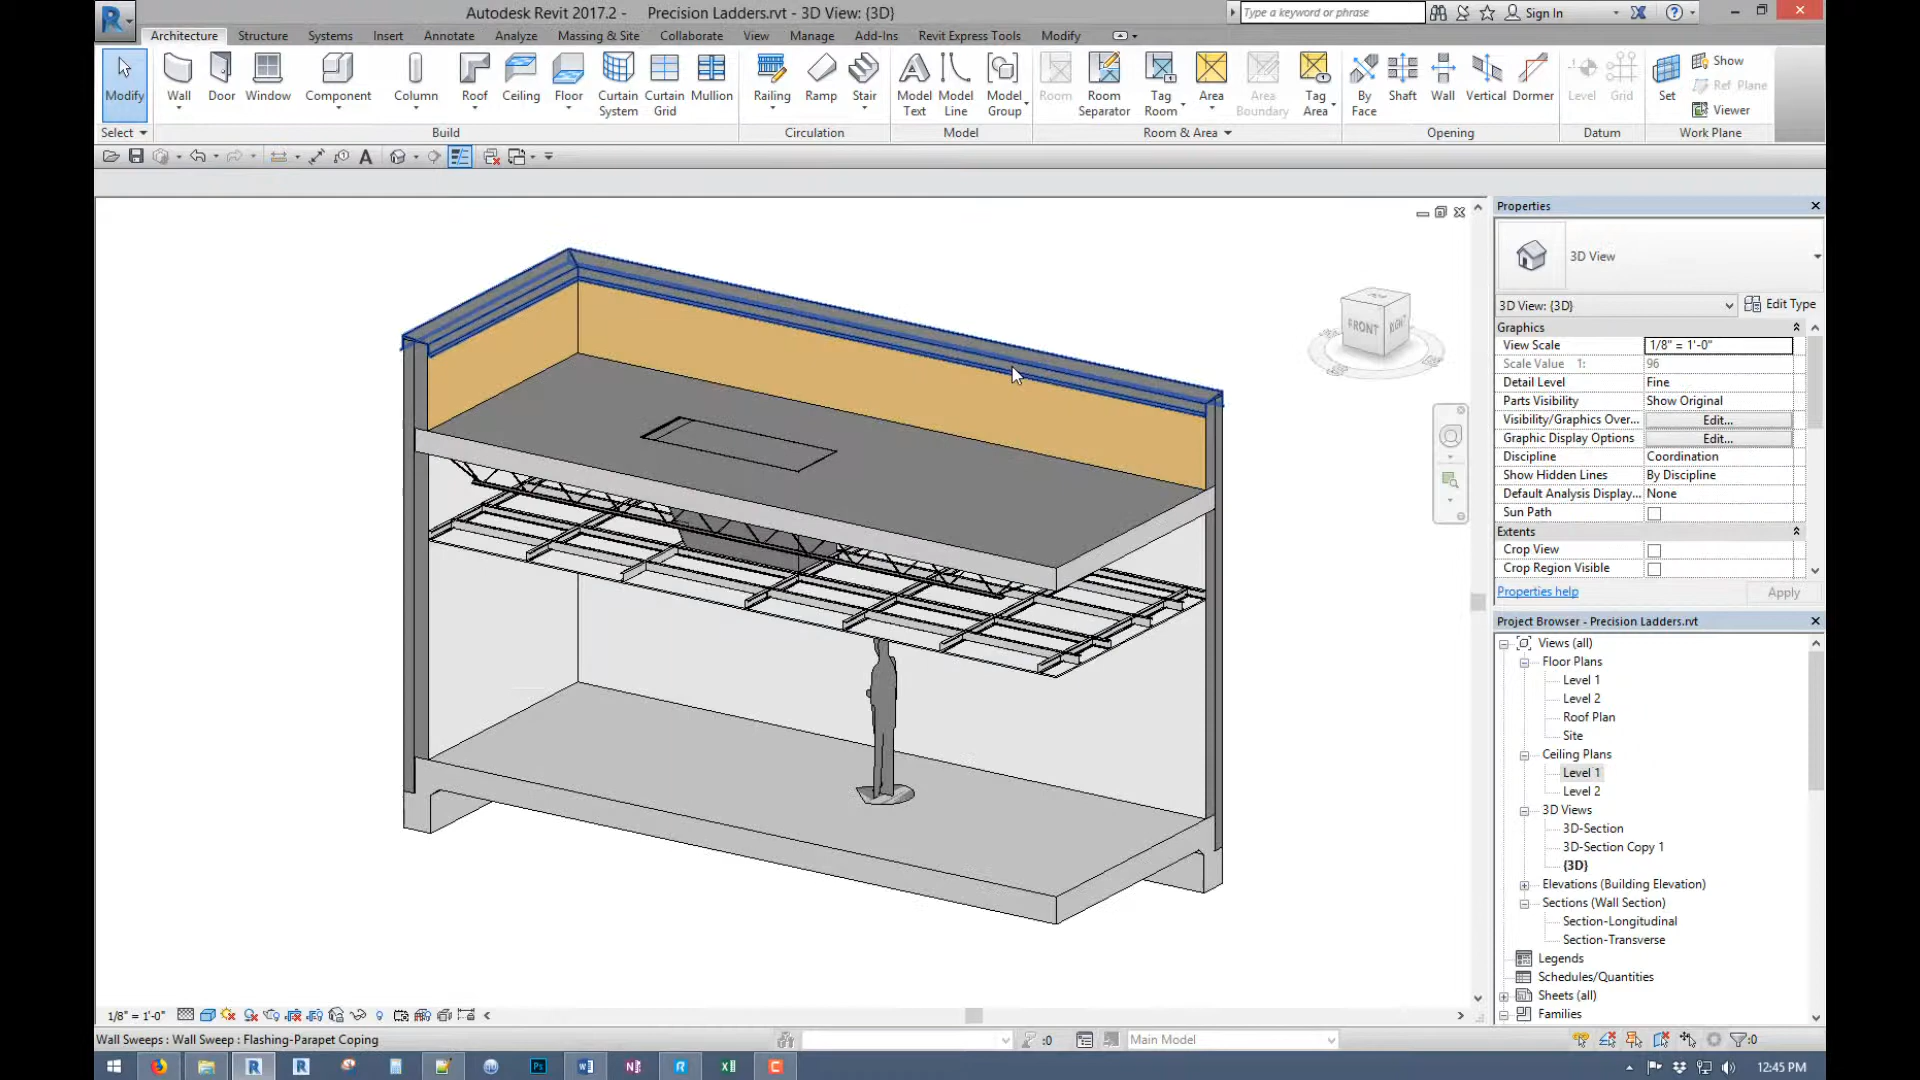 Autodesk Revit 2017.2 - Precision Ladders.rvt - 3D View: {3D}
Type a keyword or phrase
Sign In
Architecture Structure Systems Insert Annotate Analyze Massing & Site Collaborate View Manage Add-Ins Revit Express Tools Modify
Modify Wall Door Window Component Column Roof Ceiling Floor Curtain System Curtain Grid Mullion Railing Ramp Stair Model Text Model Line Model Group Room Room Separator Tag Room Area Area Boundary Tag Area By Face Shaft Wall Vertical Dormer Level Grid Set Show Ref Plane Viewer
Select Build Circulation Model Room & Area Opening Datum Work Plane
Properties
3D View
3D View: {3D} Edit Type
Graphics
View Scale 1/8" = 1'-0"
Scale Value 1: 96
Detail Level Fine
Parts Visibility Show Original
Visibility/Graphics Over... Edit...
Graphic Display Options Edit...
Discipline Coordination
Show Hidden Lines By Discipline
Default Analysis Display... None
Sun Path
Extents
Crop View
Crop Region Visible
Properties help Apply
FRONT
RIGHT
Project Browser - Precision Ladders.rvt
Views (all)
Floor Plans
Level 1
Level 2
Roof Plan
Site
Ceiling Plans
Level 1
Level 2
3D Views
3D-Section
3D-Section Copy 1
{3D}
Elevations (Building Elevation)
Sections (Wall Section)
Section-Longitudinal
Section-Transverse
Legends
Schedules/Quantities
Sheets (all)
Families
1/8" = 1'-0"
Wall Sweeps : Wall Sweep : Flashing-Parapet Coping
:0
Main Model
:0
12:45 PM